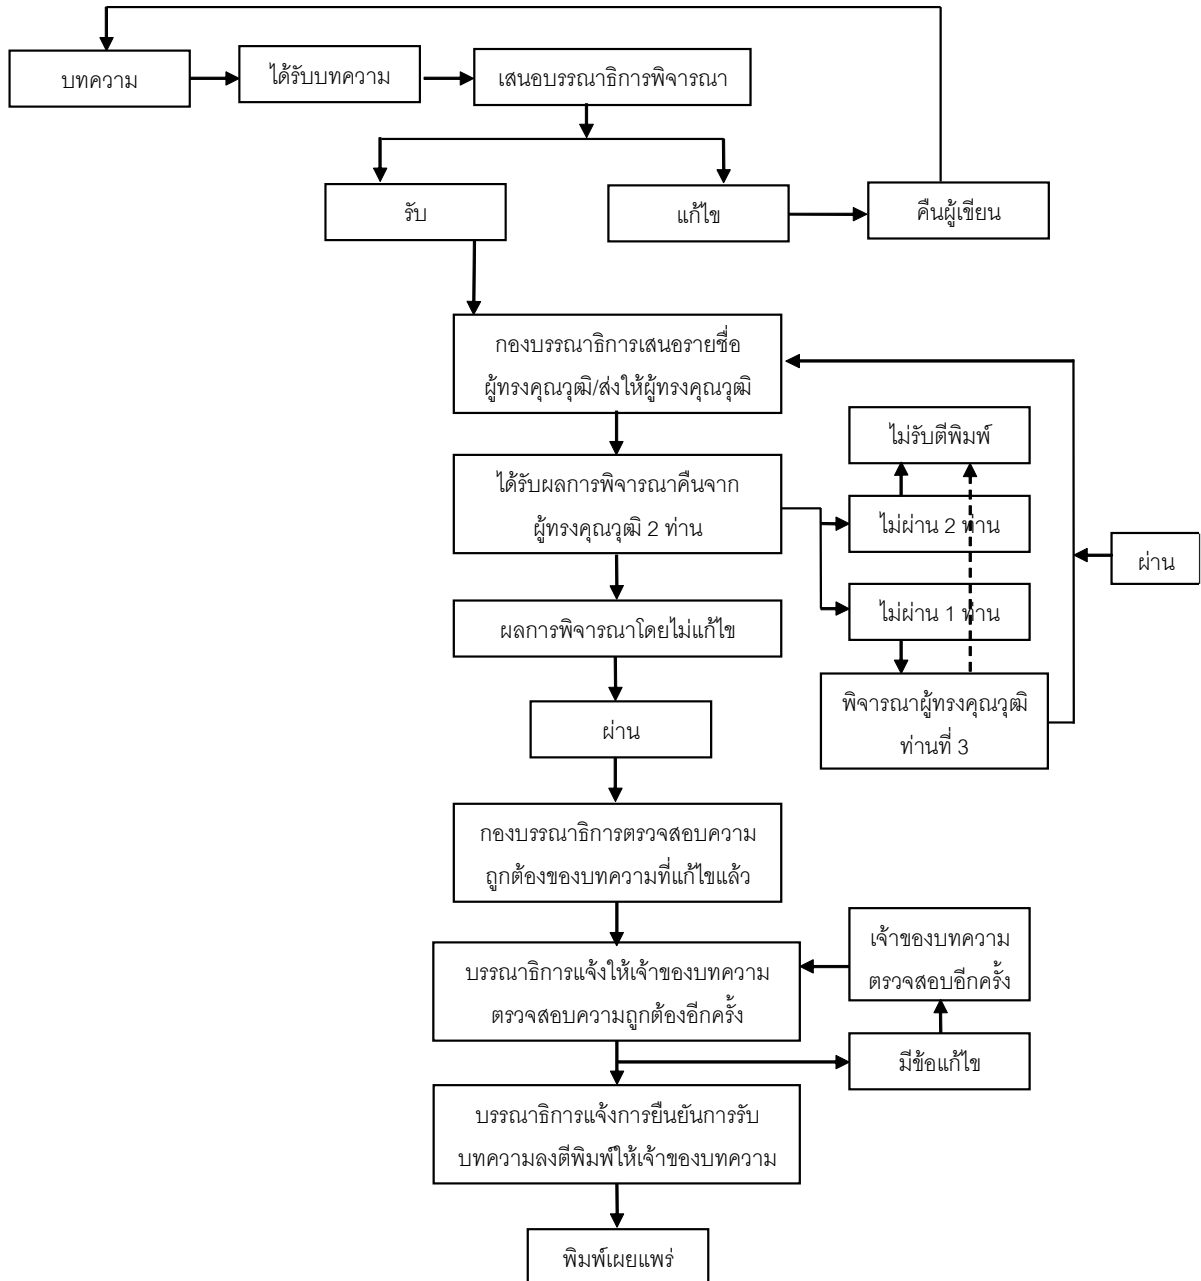 บทความ
ได้รับบทความ
เสนอบรรณาธิการพิจารณา
รับ
แก้ไข
คืนผู้เขียน
กองบรรณาธิการเสนอรายชื่อ
ผู้ทรงคุณวุฒิ/ส่งให้ผู้ทรงคุณวุฒิ
ไม่รับตีพิมพ์
ได้รับผลการพิจารณาคืนจาก
ผู้ทรงคุณวุฒิ 2 ท่าน
ไม่ผ่าน 2 ท่าน
ผ่าน
ไม่ผ่าน 1 ท่าน
ผลการพิจารณาโดยไม่แก้ไข
พิจารณาผู้ทรงคุณวุฒิ
ท่านที่ 3
ผ่าน
กองบรรณาธิการตรวจสอบความ
ถูกต้องของบทความที่แก้ไขแล้ว
เจ้าของบทความ
ตรวจสอบอีกครั้ง
บรรณาธิการแจ้งให้เจ้าของบทความ
ตรวจสอบความถูกต้องอีกครั้ง
มีข้อแก้ไข
บรรณาธิการแจ้งการยืนยันการรับ
บทความลงตีพิมพ์ให้เจ้าของบทความ
พิมพ์เผยแพร่